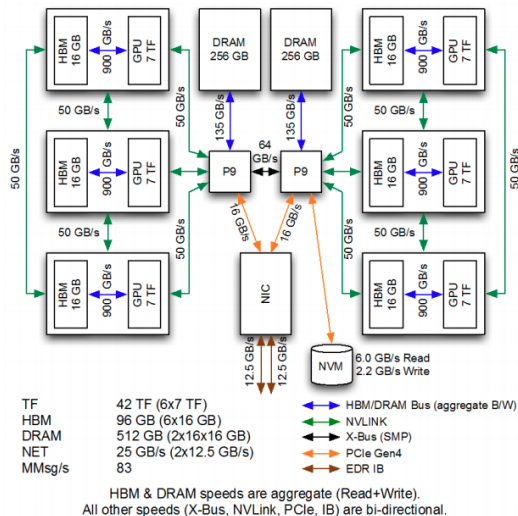 HBM
16 GB
900
GB/s
GPU
7 TF
DRAM
256 GB
DRAM
256 GB
HBM
16 GB
900
GB/s
GPU
7 TF
50 GB/s
50 GB/s
135 GB/s
135 GB/s
50 GB/s
50 GB/s
50 GB/s
HBM
16 GB
900
GB/s
GPU
7 TF
P9
64
GB/s
P9
HBM
16 GB
900
GB/s
GPU
7 TF
50 GB/s
50 GB/s
50 GB/s
16 GB/s
16 GB/s
50 GB/s
50 GB/s
HBM
16 GB
900
GB/s
GPU
7 TF
NIC
HBM
16 GB
900
GB/s
GPU
7 TF
12.5 GB/s
12.5 GB/s
NVM
6.0 GB/s Read
2.2 GB/s Write
TF 42 TF (6x7 TF)
HBM 96 GB (6x16 GB)
DRAM 512 GB (2x16x16 GB)
NET 25 GB/s (2x12.5 GB/s)
MMsg/s 83
HBM/DRAM Bus (aggregate B/W)
NVLINK
X-Bus (SMP)
PCIe Gen4
EDR IB
HBM & DRAM speeds are aggregate (Read+Write).
All other speeds (X-Bus, NVLink, PCIe, IB) are bi-directional.